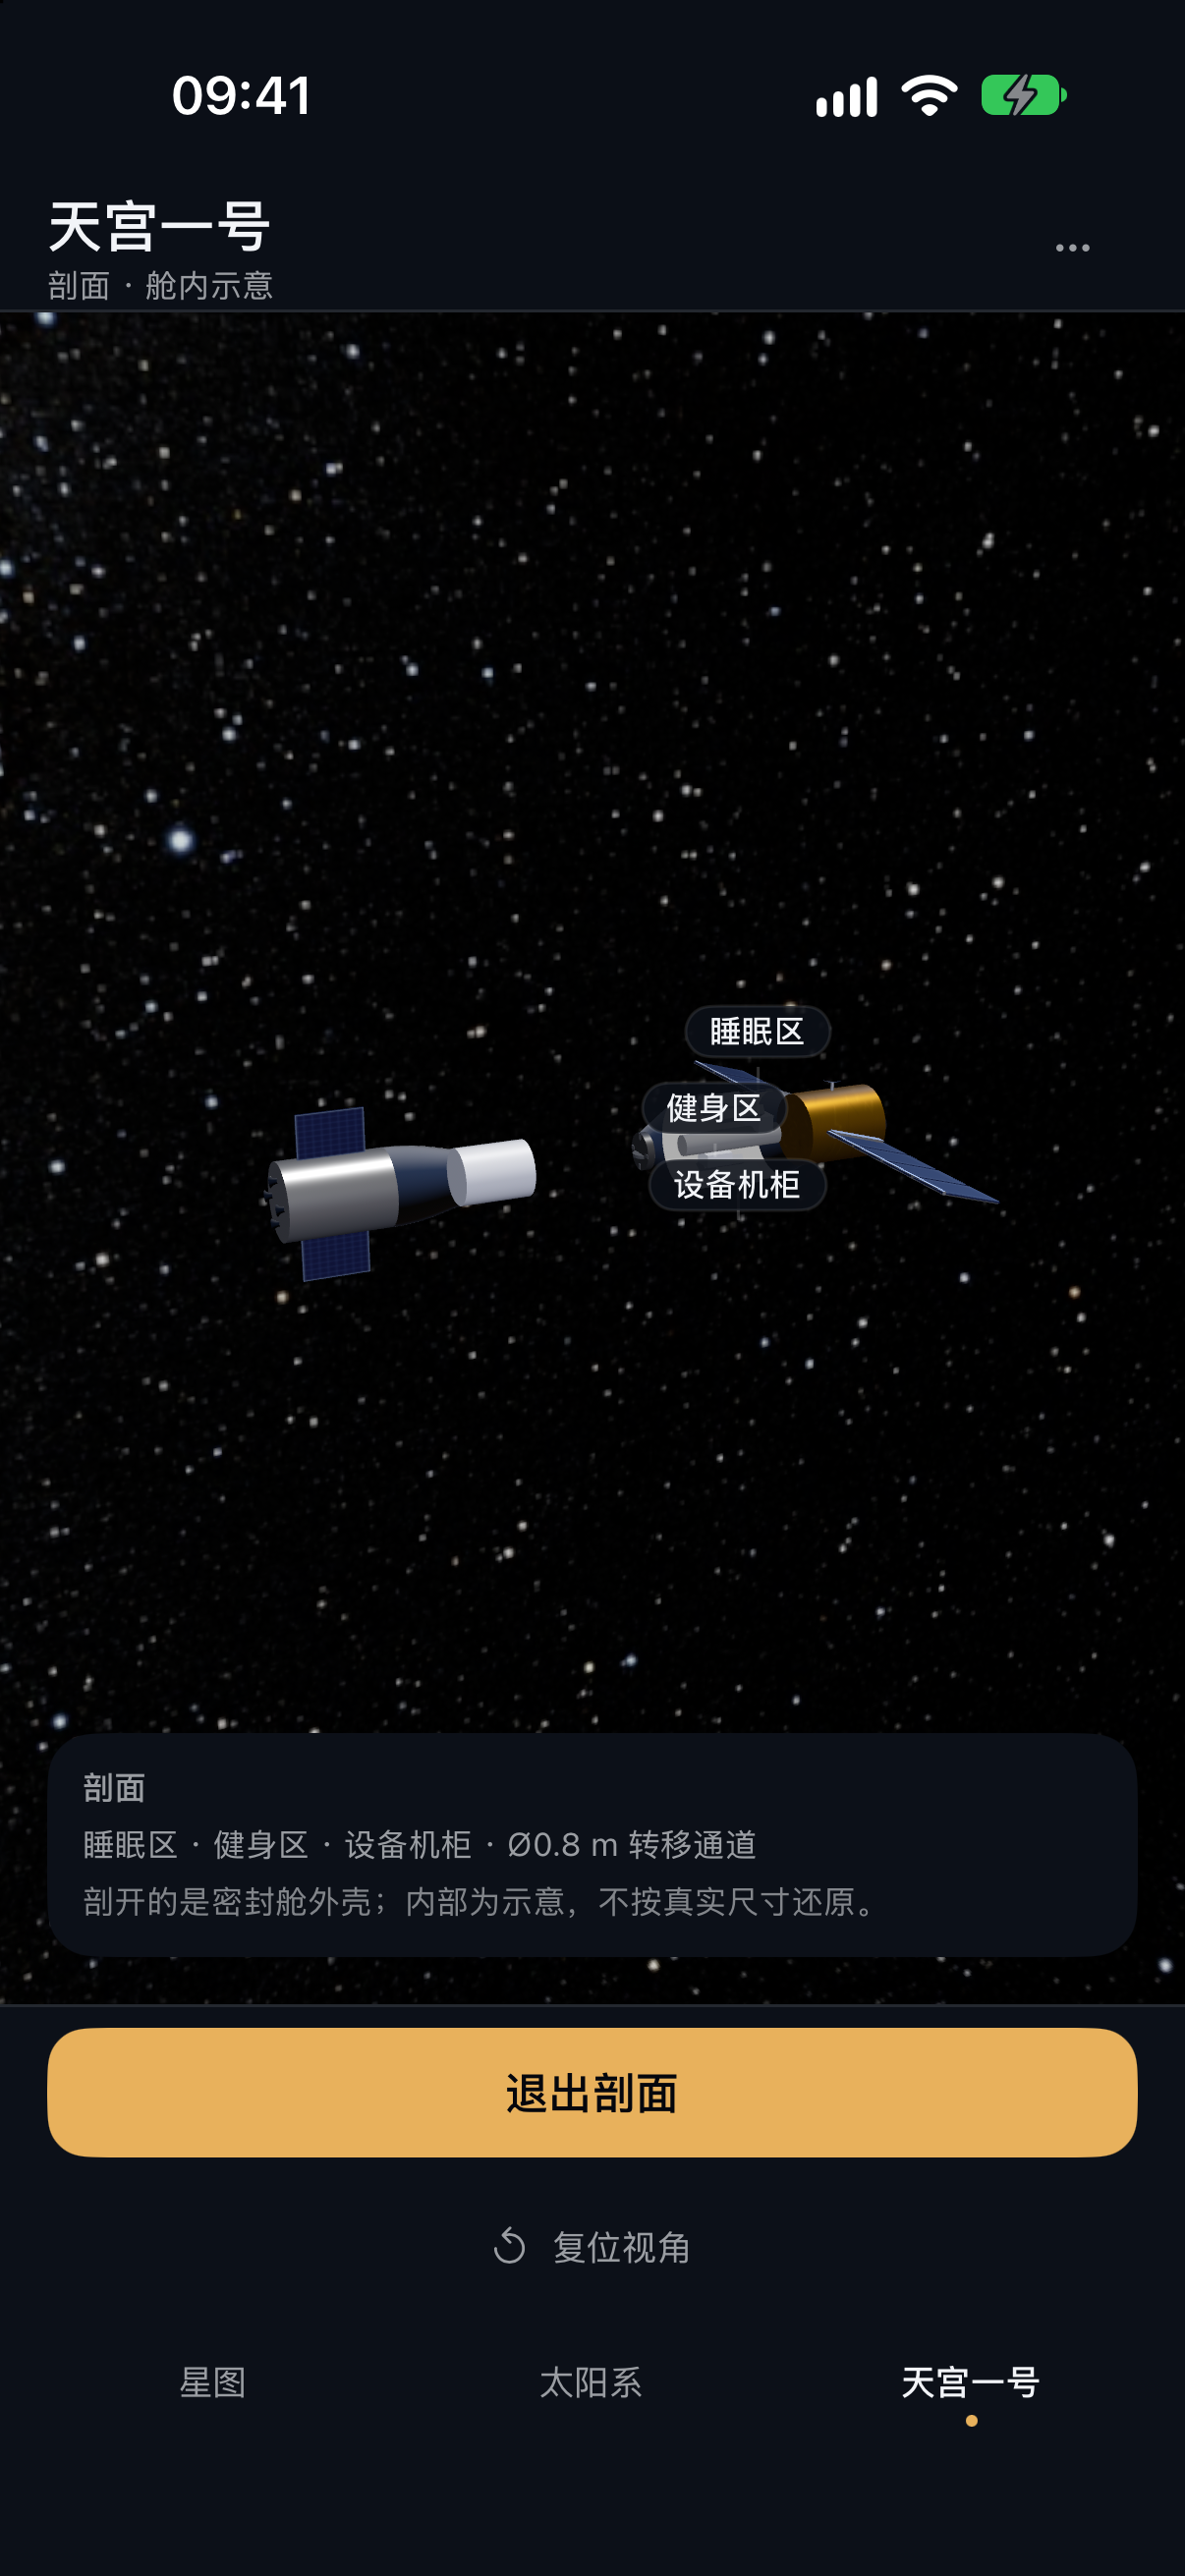 09:41
天宫一号
剖面 · 舱内示意
睡眠区
健身区
设备机柜
剖面
睡眠区 · 健身区 · 设备机柜 · Ø0.8 m 转移通道
剖开的是密封舱外壳；内部为示意，不按真实尺寸还原。
退出剖面
复位视角
星图
太阳系
天宫一号